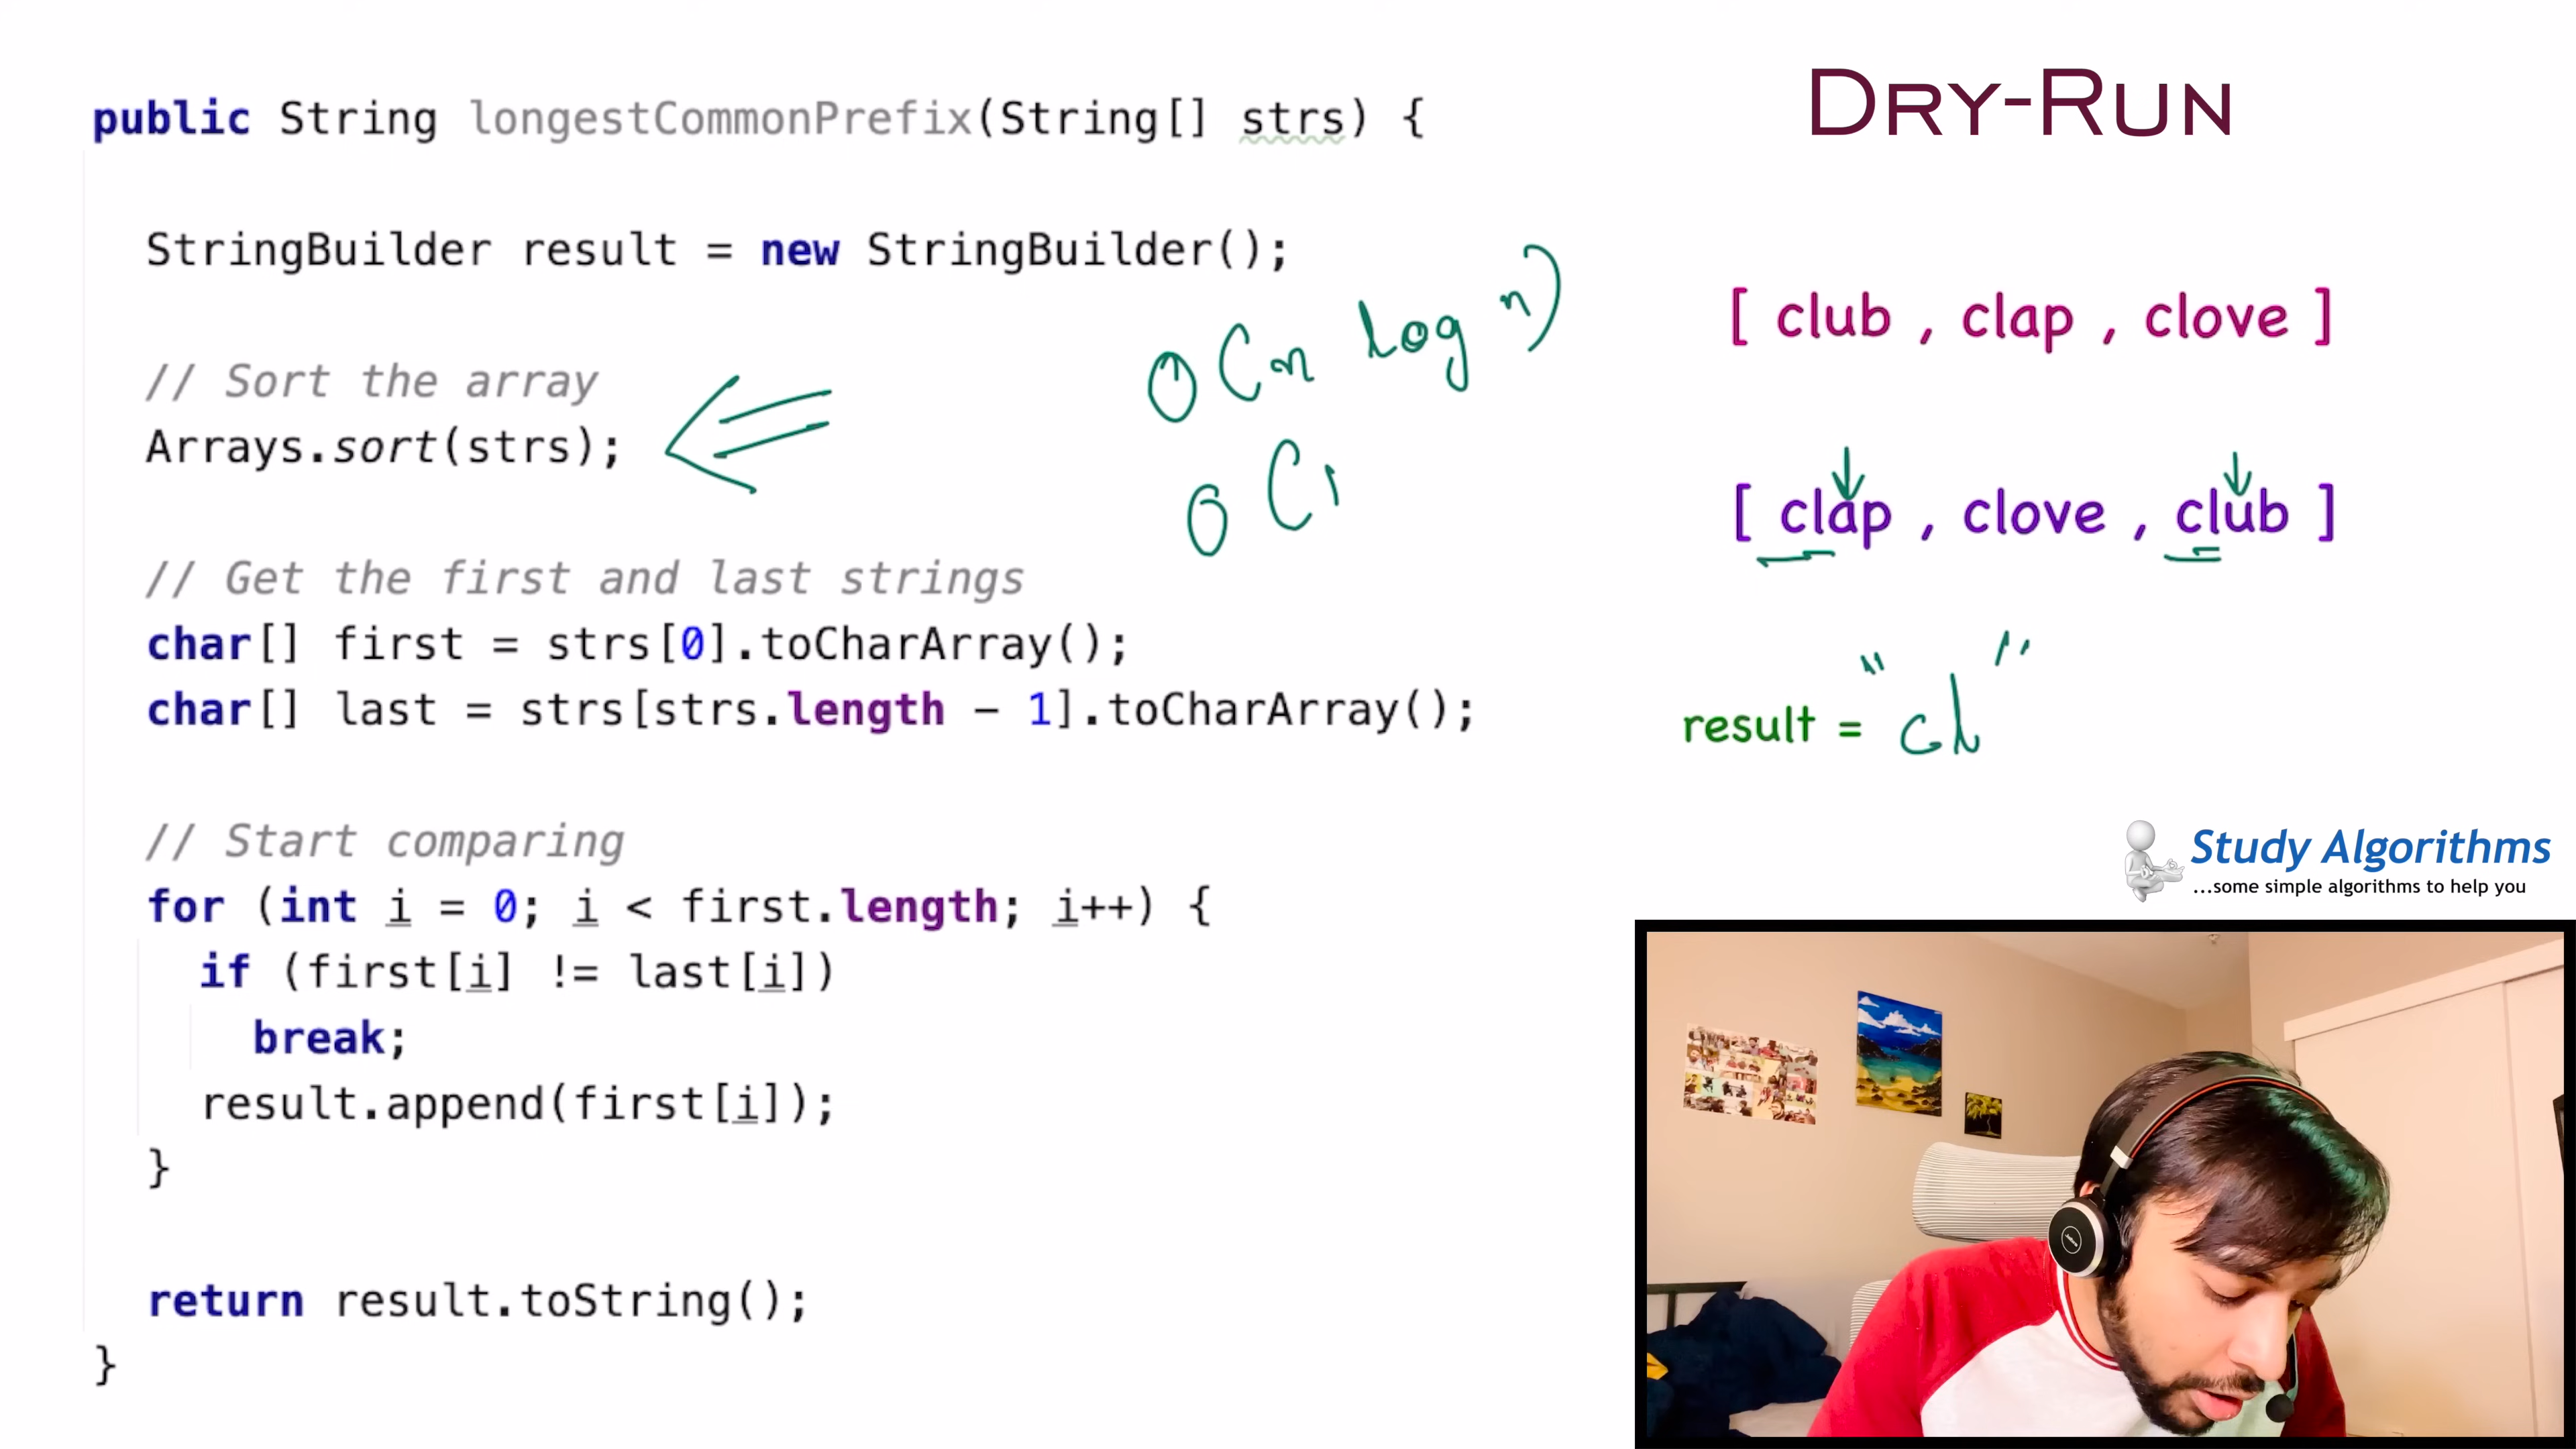 DRY-RUN
public String longestCommonPrefix(String[] strs) {
StringBuilder result = new StringBuilder();
// Sort the array
Arrays.sort(strs);
// Get the first and last strings
char[] first = strs[0].toCharArray();
char[] last = strs[strs.length - 1].toCharArray();
// Start comparing
for (int i = 0; i < first.length; i++) {
if (first[i] != last[i])
break;
result.append(first[i]);
}
return result.toString();
}
O(n log n)
O(1
[ club , clap , clove ]
[ clap , clove , club ]
result = "cl"
Study Algorithms
...some simple algorithms to help you